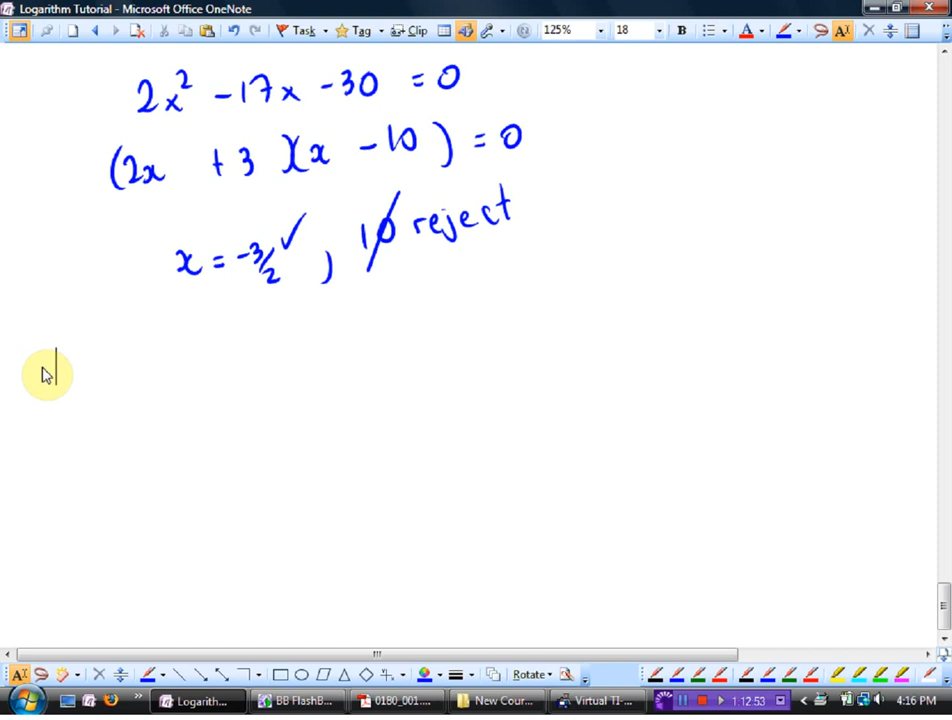 Logarithm Tutorial - Microsoft Office OneNote
Task Tag Clip 125% 18 B A A
2x² - 17x - 30 = 0
(2x + 3)(x - 10) = 0
x = -3/2 ✓, 10 reject
A Rotate
Logarithm... BB FlashB... 0180_001.... New Cour... Virtual TI-... 1:12:53 4:16 PM